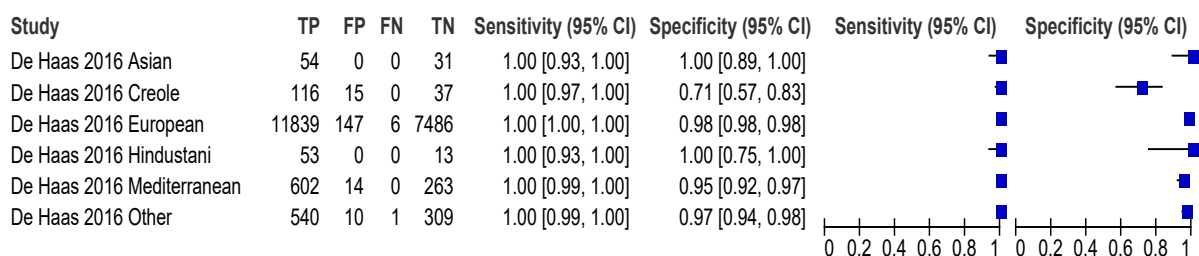 Study TP FP FN TN Sensitivity (95% CI) Specificity (95% CI) Sensitivity (95% CI) Specificity (95% CI)
De Haas 2016 Asian 54 0 0 31 1.00 [0.93, 1.00] 1.00 [0.89, 1.00]
De Haas 2016 Creole 116 15 0 37 1.00 [0.97, 1.00] 0.71 [0.57, 0.83]
De Haas 2016 European 11839 147 6 7486 1.00 [1.00, 1.00] 0.98 [0.98, 0.98]
De Haas 2016 Hindustani 53 0 0 13 1.00 [0.93, 1.00] 1.00 [0.75, 1.00]
De Haas 2016 Mediterranean 602 14 0 263 1.00 [0.99, 1.00] 0.95 [0.92, 0.97]
De Haas 2016 Other 540 10 1 309 1.00 [0.99, 1.00] 0.97 [0.94, 0.98]
0 0.2 0.4 0.6 0.8 1 0 0.2 0.4 0.6 0.8 1